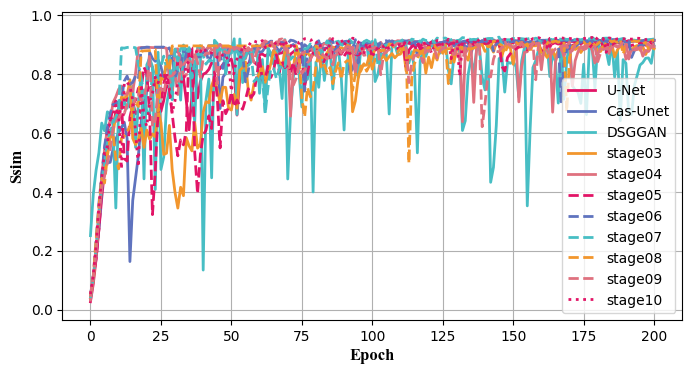 1.0
0.8
0.6
0.4
0.2
0.0
Ssim
0 25 50 75 100 125 150 175 200
Epoch
U-Net
Cas-Unet
DSGGAN
stage03
stage04
stage05
stage06
stage07
stage08
stage09
stage10